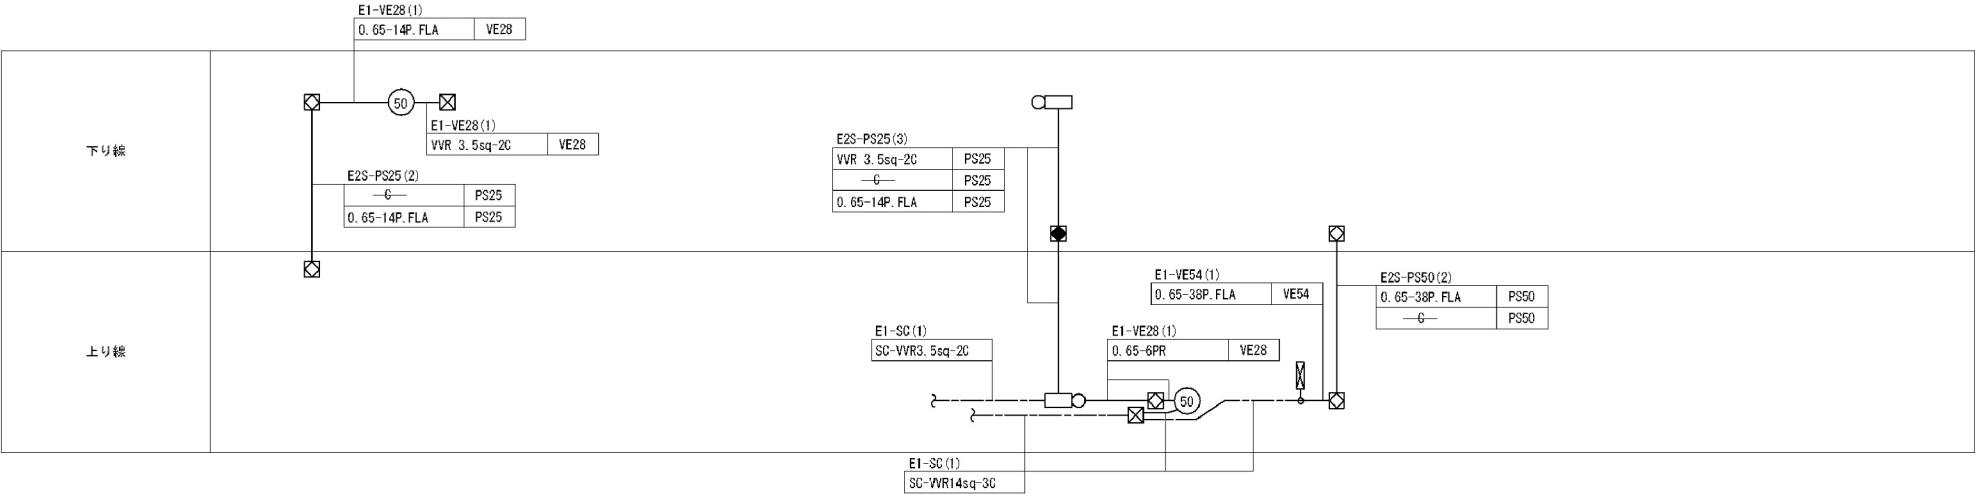 E1-VE28(1)
0.65-14P.FLA VE28
下り線
50
E1-VE28(1)
VVR 3.5sq-2C VE28
E2S-PS25(2)
C PS25
0.65-14P.FLA PS25
E2S-PS25(3)
VVR 3.5sq-2C PS25
C PS25
0.65-14P.FLA PS25
上り線
E1-SC(1)
SC-VVR3.5sq-2C
E1-VE28(1)
0.65-6PR VE28
50
E1-VE54(1)
0.65-38P.FLA VE54
E2S-PS50(2)
0.65-38P.FLA PS50
C PS50
E1-SC(1)
SC-VVR14sq-3C